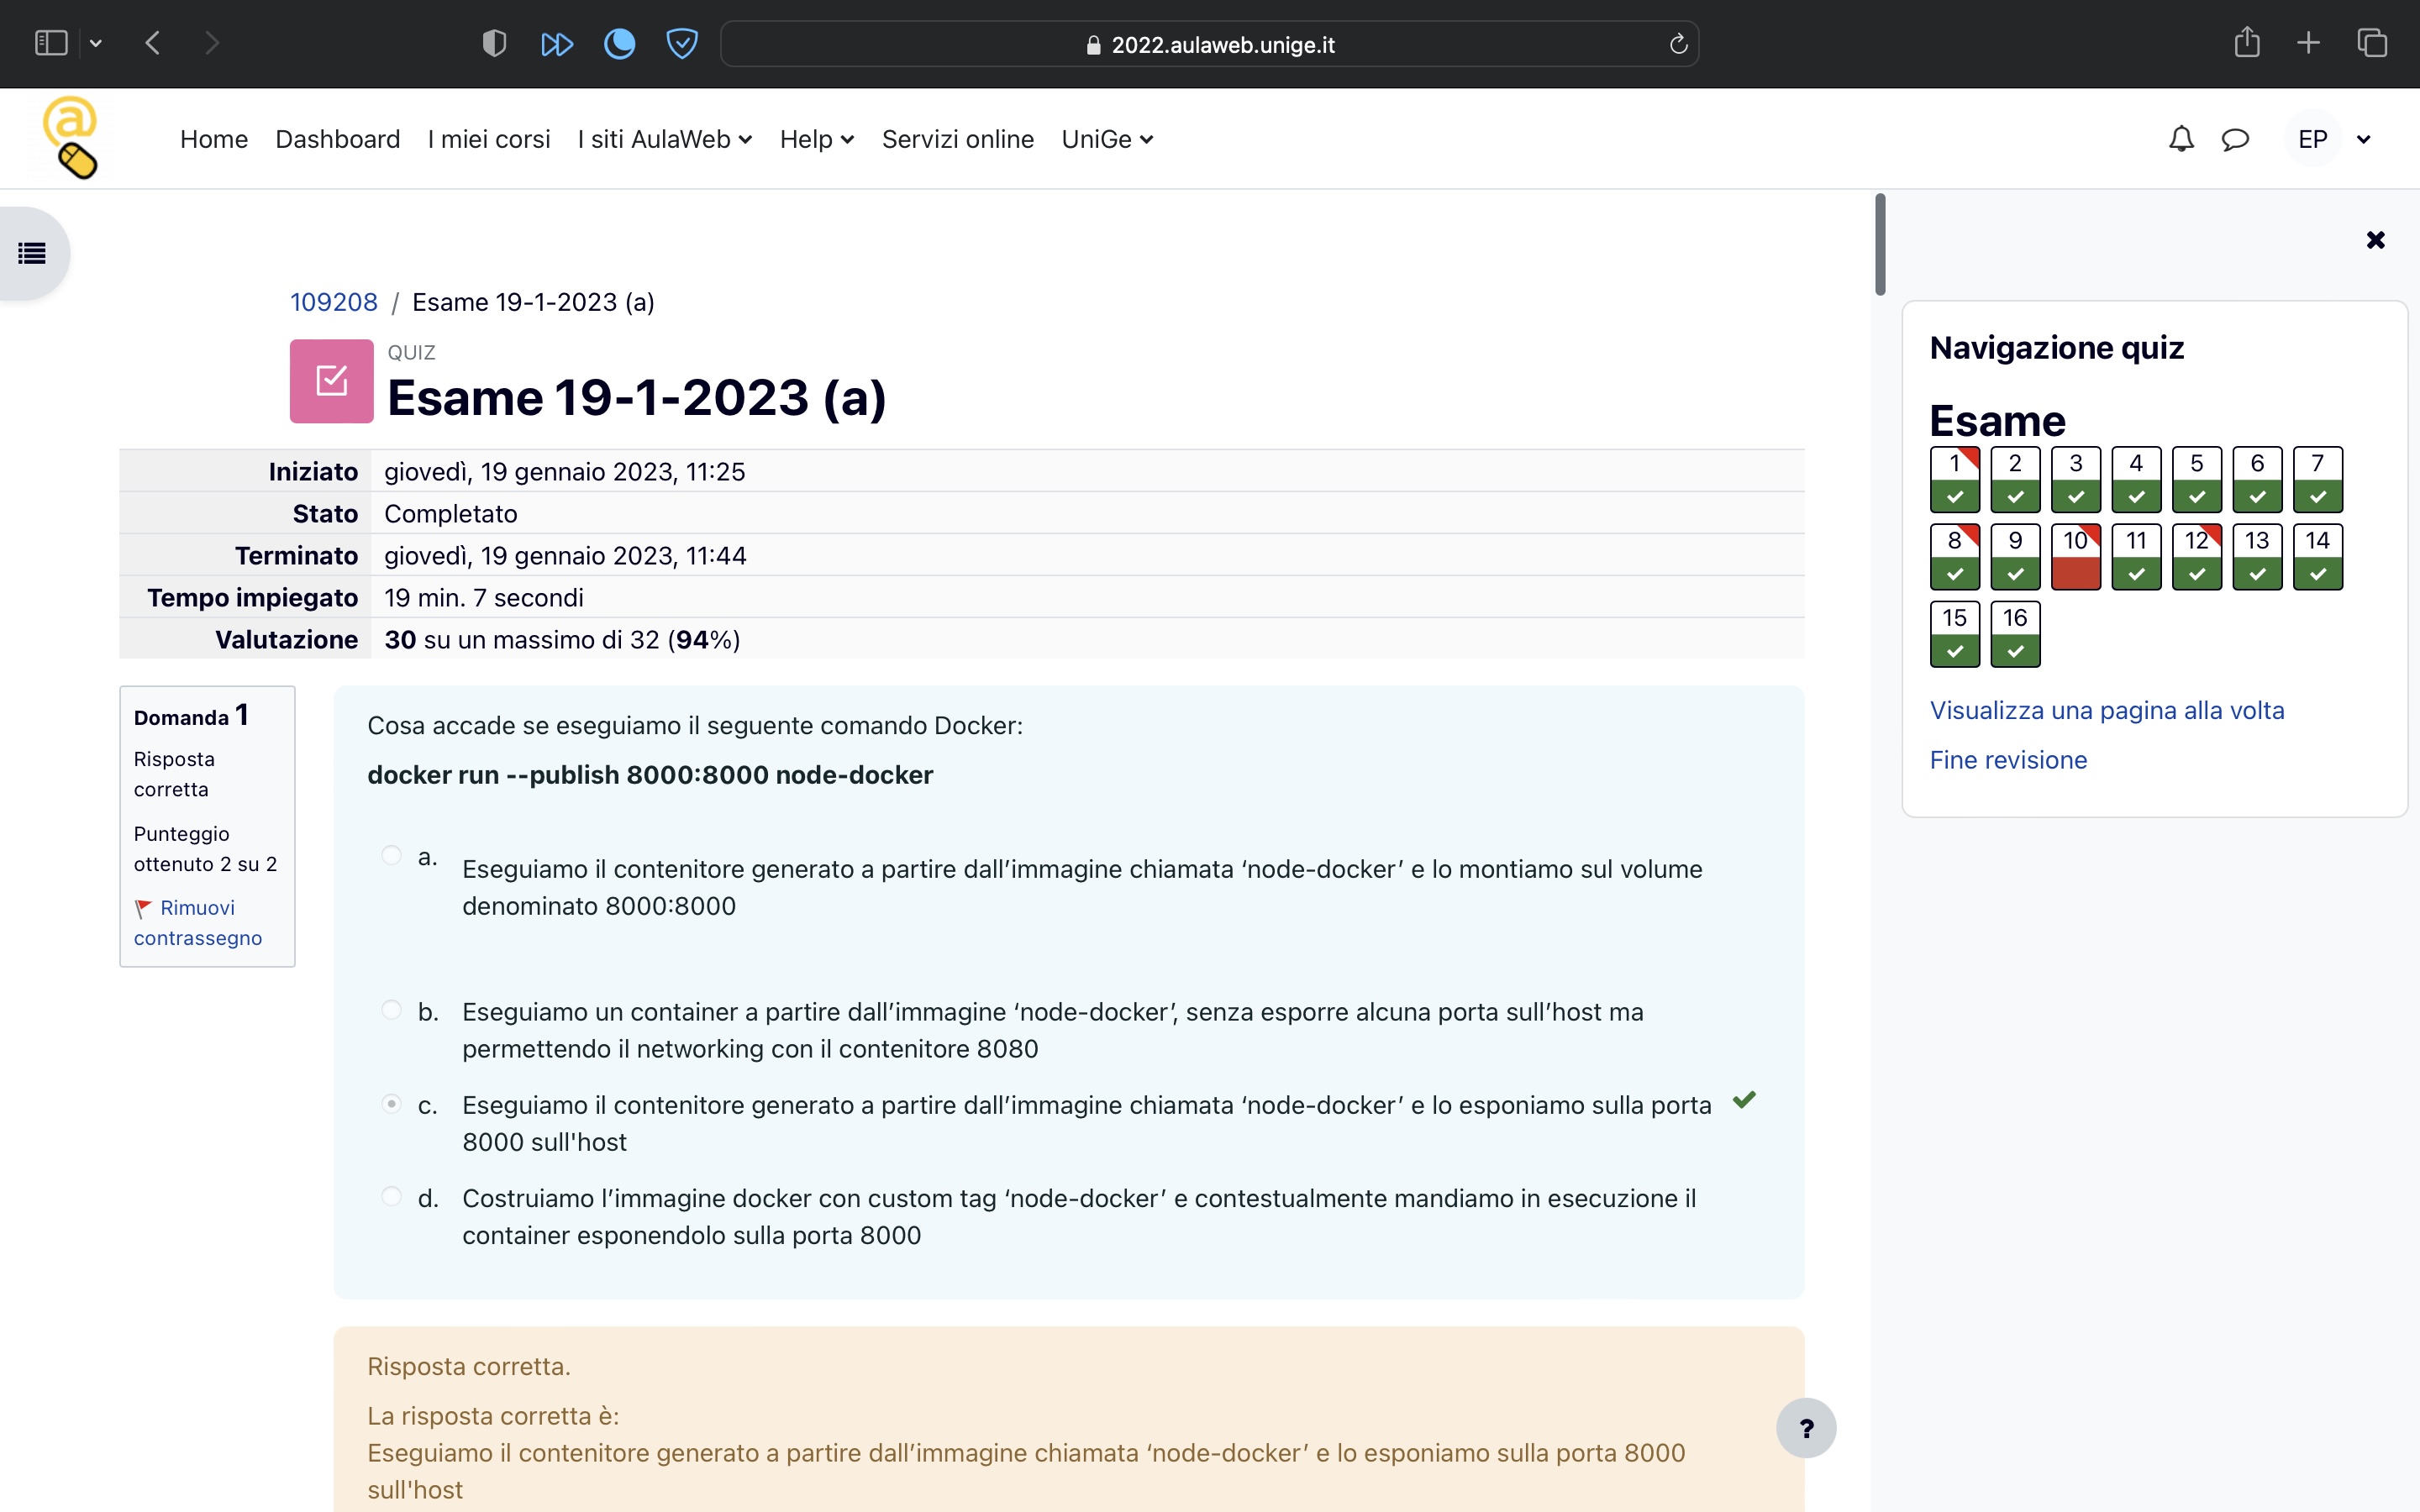 2022.aulaweb.unige.it
Home Dashboard I miei corsi I siti AulaWeb Help Servizi online UniGe
EP
109208 / Esame 19-1-2023 (a)
QUIZ
Esame 19-1-2023 (a)
Iniziato giovedì, 19 gennaio 2023, 11:25
Stato Completato
Terminato giovedì, 19 gennaio 2023, 11:44
Tempo impiegato 19 min. 7 secondi
Valutazione 30 su un massimo di 32 (94%)
Domanda 1
Risposta
corretta
Punteggio
ottenuto 2 su 2
Rimuovi
contrassegno
Cosa accade se eseguiamo il seguente comando Docker:
docker run --publish 8000:8000 node-docker
a. Eseguiamo il contenitore generato a partire dall’immagine chiamata ‘node-docker’ e lo montiamo sul volume
denominato 8000:8000
b. Eseguiamo un container a partire dall’immagine ‘node-docker’, senza esporre alcuna porta sull’host ma
permettendo il networking con il contenitore 8080
c. Eseguiamo il contenitore generato a partire dall’immagine chiamata ‘node-docker’ e lo esponiamo sulla porta
8000 sull'host
d. Costruiamo l’immagine docker con custom tag ‘node-docker’ e contestualmente mandiamo in esecuzione il
container esponendolo sulla porta 8000
Risposta corretta.
La risposta corretta è:
Eseguiamo il contenitore generato a partire dall’immagine chiamata ‘node-docker’ e lo esponiamo sulla porta 8000
sull'host
?
Navigazione quiz
Esame
1 2 3 4 5 6 7
8 9 10 11 12 13 14
15 16
Visualizza una pagina alla volta
Fine revisione